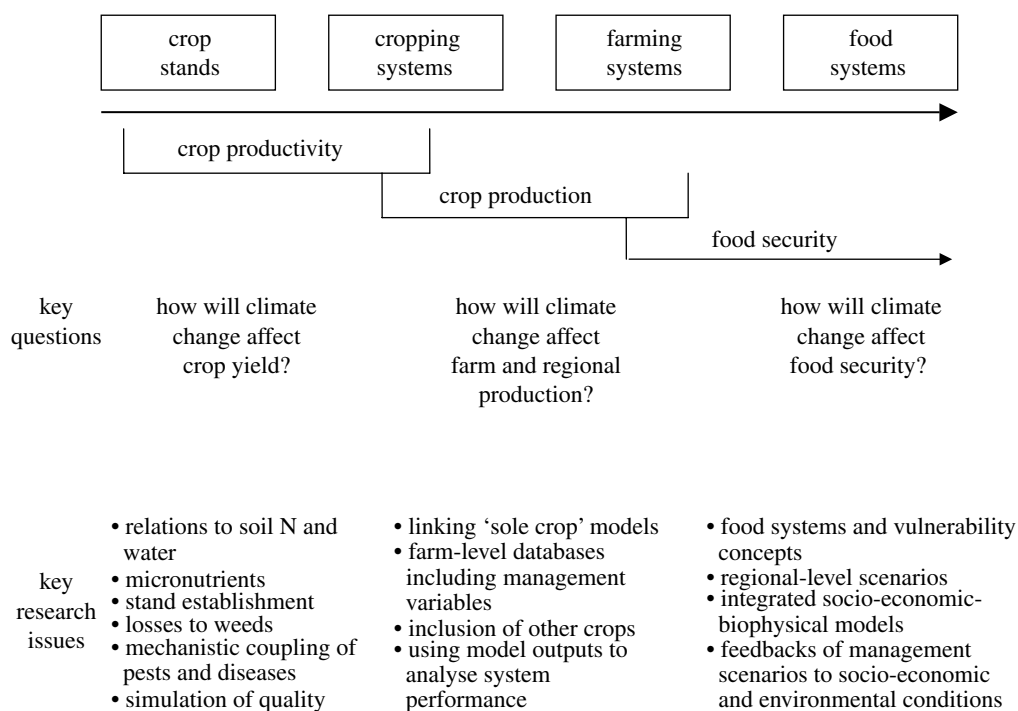 crop
stands
cropping
systems
farming
systems
food
systems
crop productivity
crop production
food security
key
questions
how will climate
change affect
crop yield?
how will climate
change affect
farm and regional
production?
how will climate
change affect
food security?
key
research
issues
• relations to soil N and
water
• micronutrients
• stand establishment
• losses to weeds
• mechanistic coupling of
pests and diseases
• simulation of quality
• linking ‘sole crop’ models
• farm-level databases
including management
variables
• inclusion of other crops
• using model outputs to
analyse system
performance
• food systems and vulnerability
concepts
• regional-level scenarios
• integrated socio-economic-
biophysical models
• feedbacks of management
scenarios to socio-economic
and environmental conditions